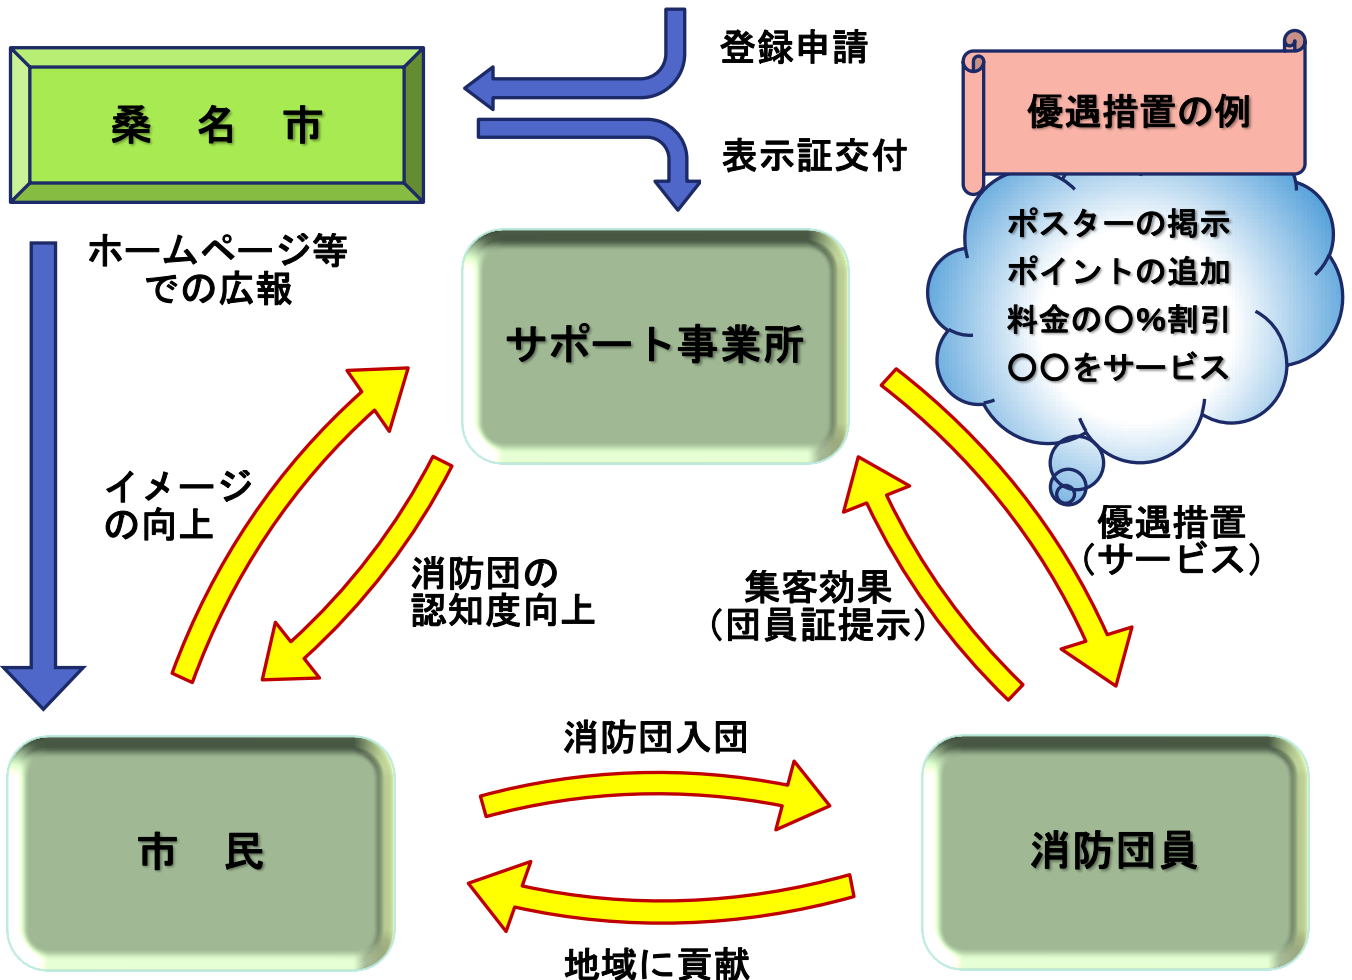 登録申請
桑　名　市
表示証交付
優遇措置の例
ポスターの掲示
ポイントの追加
料金の〇%割引
〇〇をサービス
ホームページ等
での広報
サポート事業所
イメージ
の向上
消防団の
認知度向上
集客効果
（団員証提示）
優遇措置
（サービス）
消防団入団
市　民
消防団員
地域に貢献